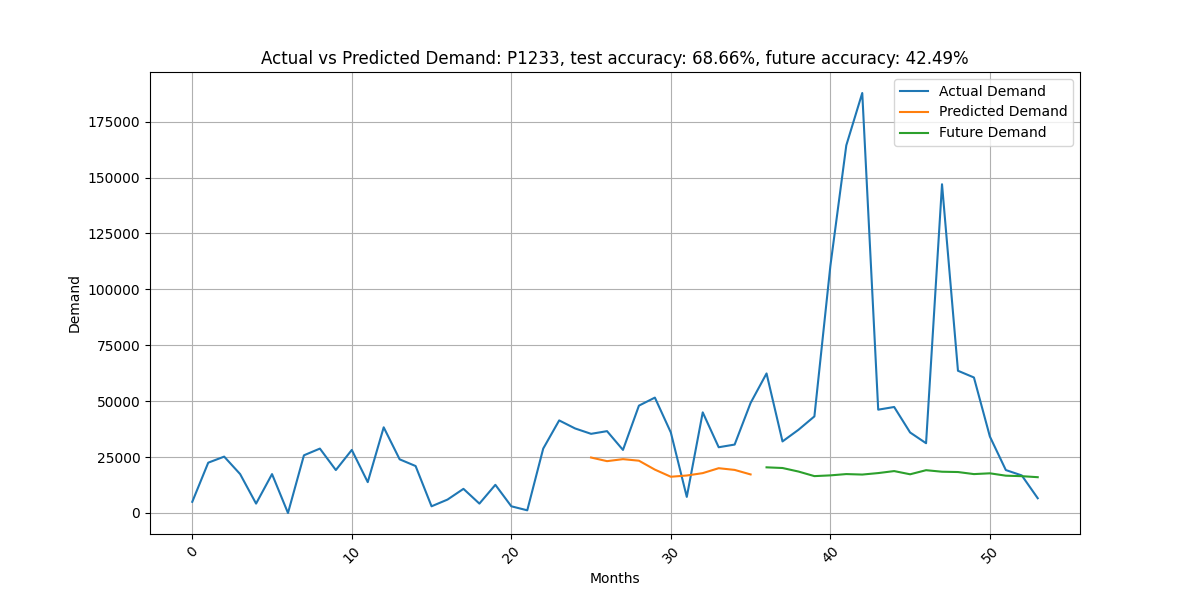 Actual vs Predicted Demand: P1233, test accuracy: 68.66%, future accuracy: 42.49%
Actual Demand
Predicted Demand
Future Demand
175000
150000
125000
100000
75000
50000
25000
0
Demand
0
10
20
30
40
50
Months